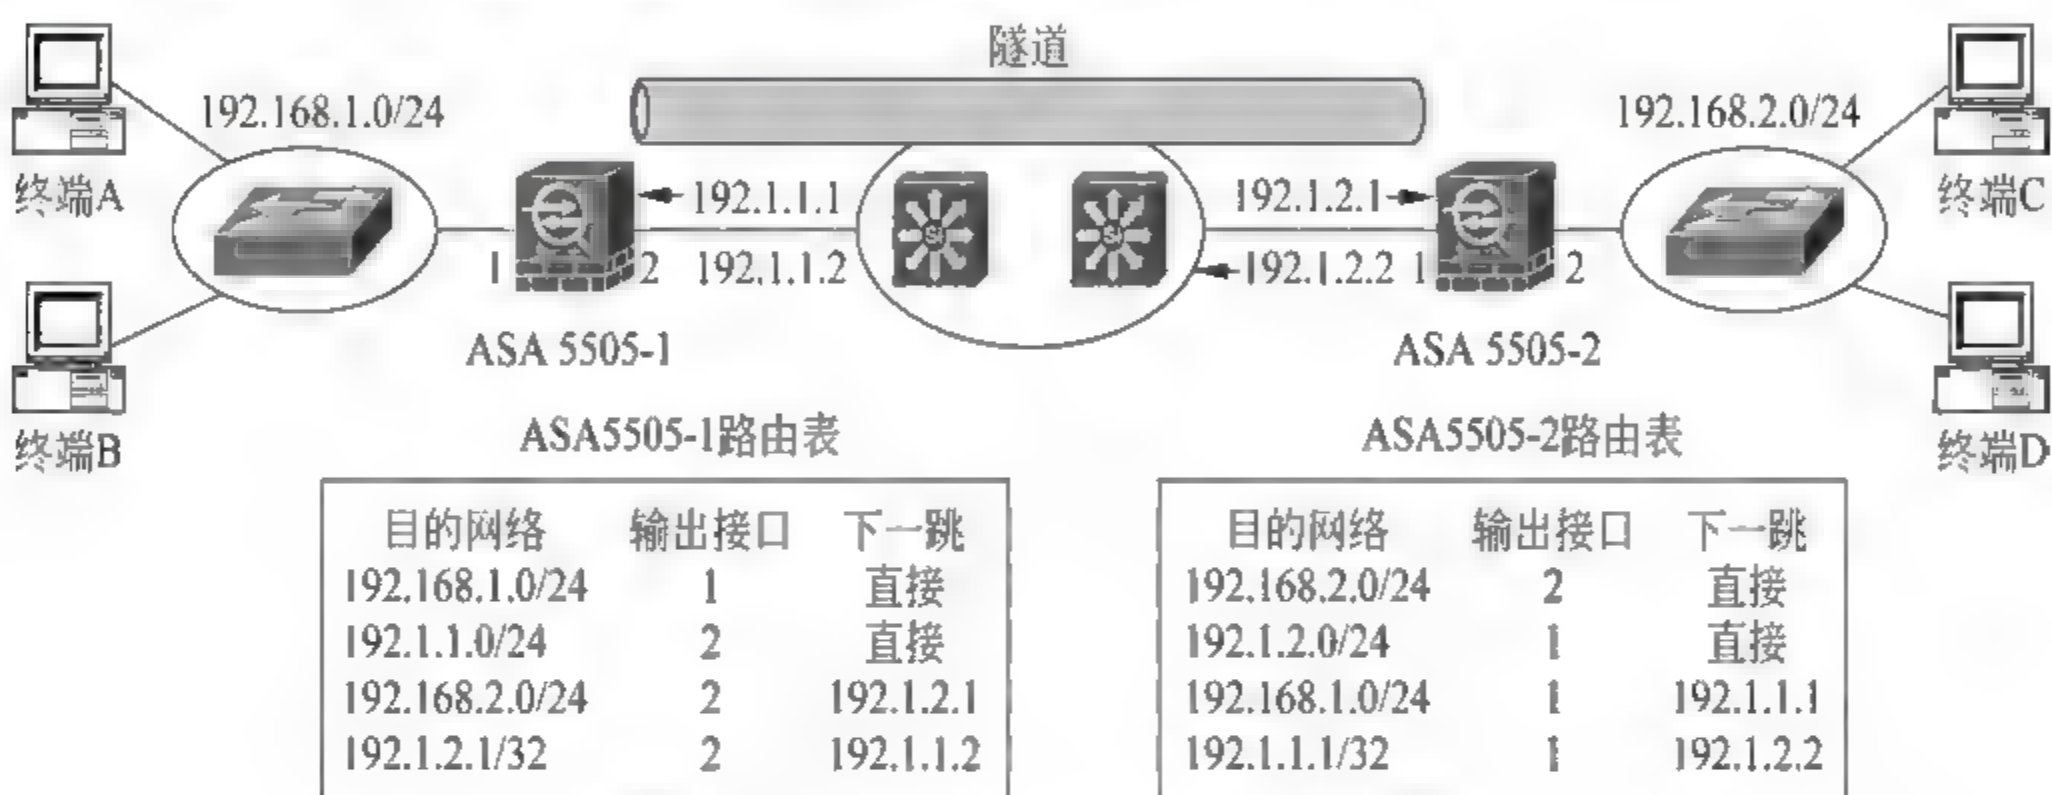 隧道
192.168.1.0/24
192.168.2.0/24
终端A
192.1.1.1
192.1.2.1
终端C
1
2
192.1.1.2
192.1.2.2
1
2
ASA 5505-1
ASA 5505-2
终端B
ASA5505-1路由表
ASA5505-2路由表
终端D
目的网络 输出接口 下一跳
192.168.1.0/24 1 直接
192.1.1.0/24 2 直接
192.168.2.0/24 2 192.1.2.1
192.1.2.1/32 2 192.1.1.2
目的网络 输出接口 下一跳
192.168.2.0/24 2 直接
192.1.2.0/24 1 直接
192.168.1.0/24 1 192.1.1.1
192.1.1.1/32 1 192.1.2.2